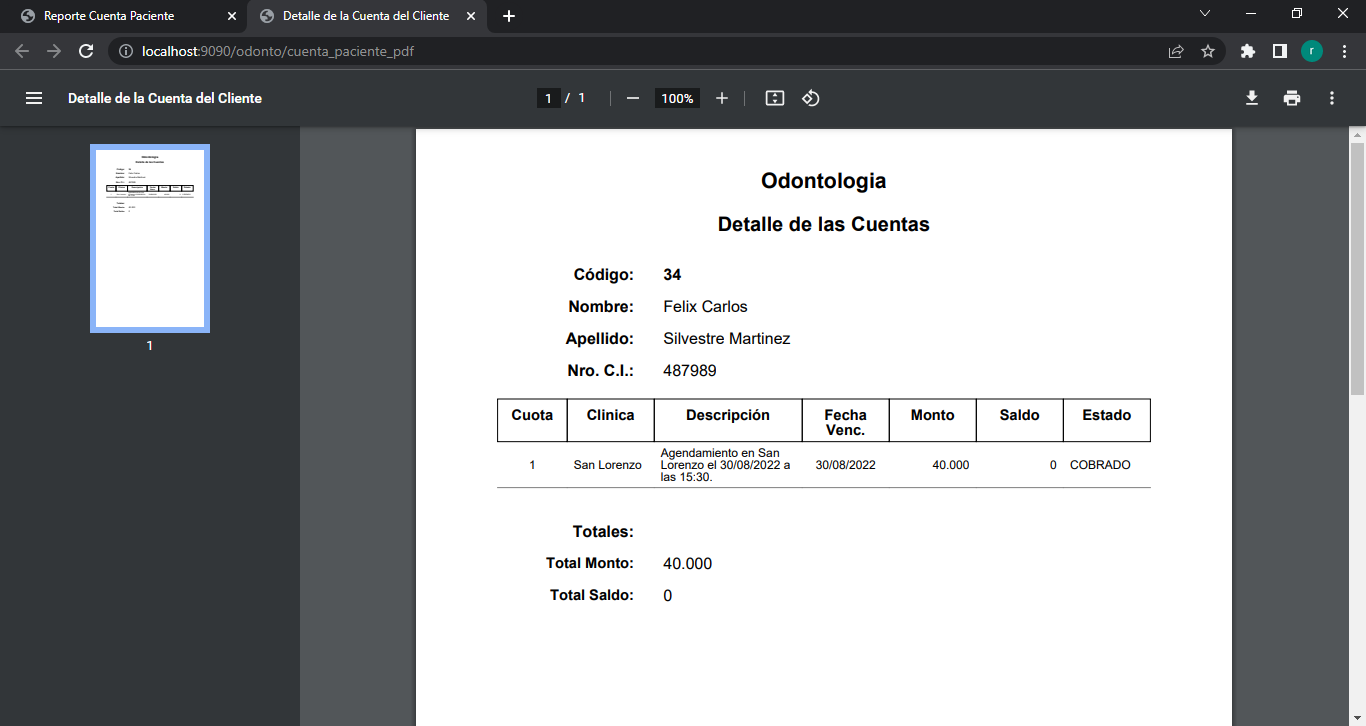 Reporte Cuenta Paciente
Detalle de la Cuenta del Cliente
localhost:9090/odonto/cuenta_paciente_pdf
r
Detalle de la Cuenta del Cliente
1 / 1
100%
1
Odontologia
Detalle de las Cuentas
Código: 34
Nombre: Felix Carlos
Apellido: Silvestre Martinez
Nro. C.I.: 487989
Cuota Clinica Descripción Fecha Venc. Monto Saldo Estado
1 San Lorenzo Agendamiento en San Lorenzo el 30/08/2022 a las 15:30. 30/08/2022 40.000 0 COBRADO
Totales:
Total Monto: 40.000
Total Saldo: 0